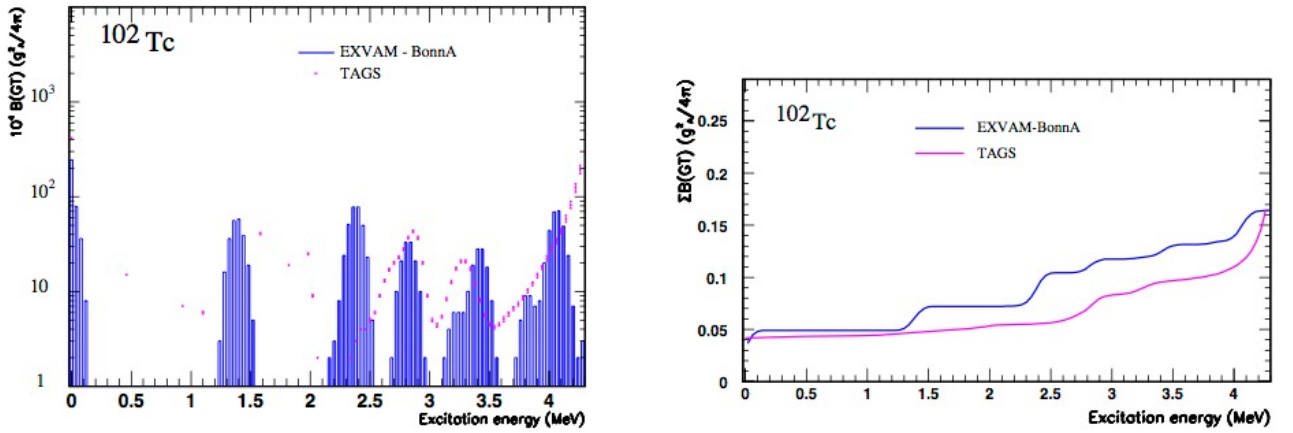 ¹⁰²Tc
EXVAM - BonnA
TAGS
10⁴ B(GT) (g²ₐ/4π)
10³
10²
10
1
0 0.5 1 1.5 2 2.5 3 3.5 4
Excitation energy (MeV)
¹⁰²Tc
EXVAM-BonnA
TAGS
ΣB(GT) (g²ₐ/4π)
0.25
0.2
0.15
0.1
0.05
0
0 0.5 1 1.5 2 2.5 3 3.5 4
Excitation energy (MeV)